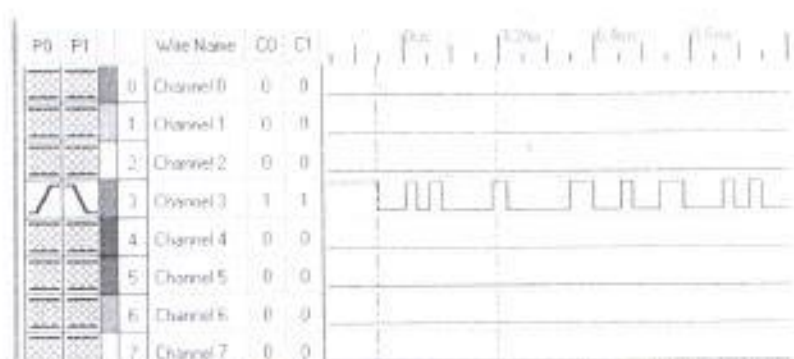 P0 P1 Wire Name C0 C1
0 Channel 0 0 0
1 Channel 1 0 0
2 Channel 2 0 0
3 Channel 3 1 1
4 Channel 4 0 0
5 Channel 5 0 0
6 Channel 6 0 0
7 Channel 7 0 0